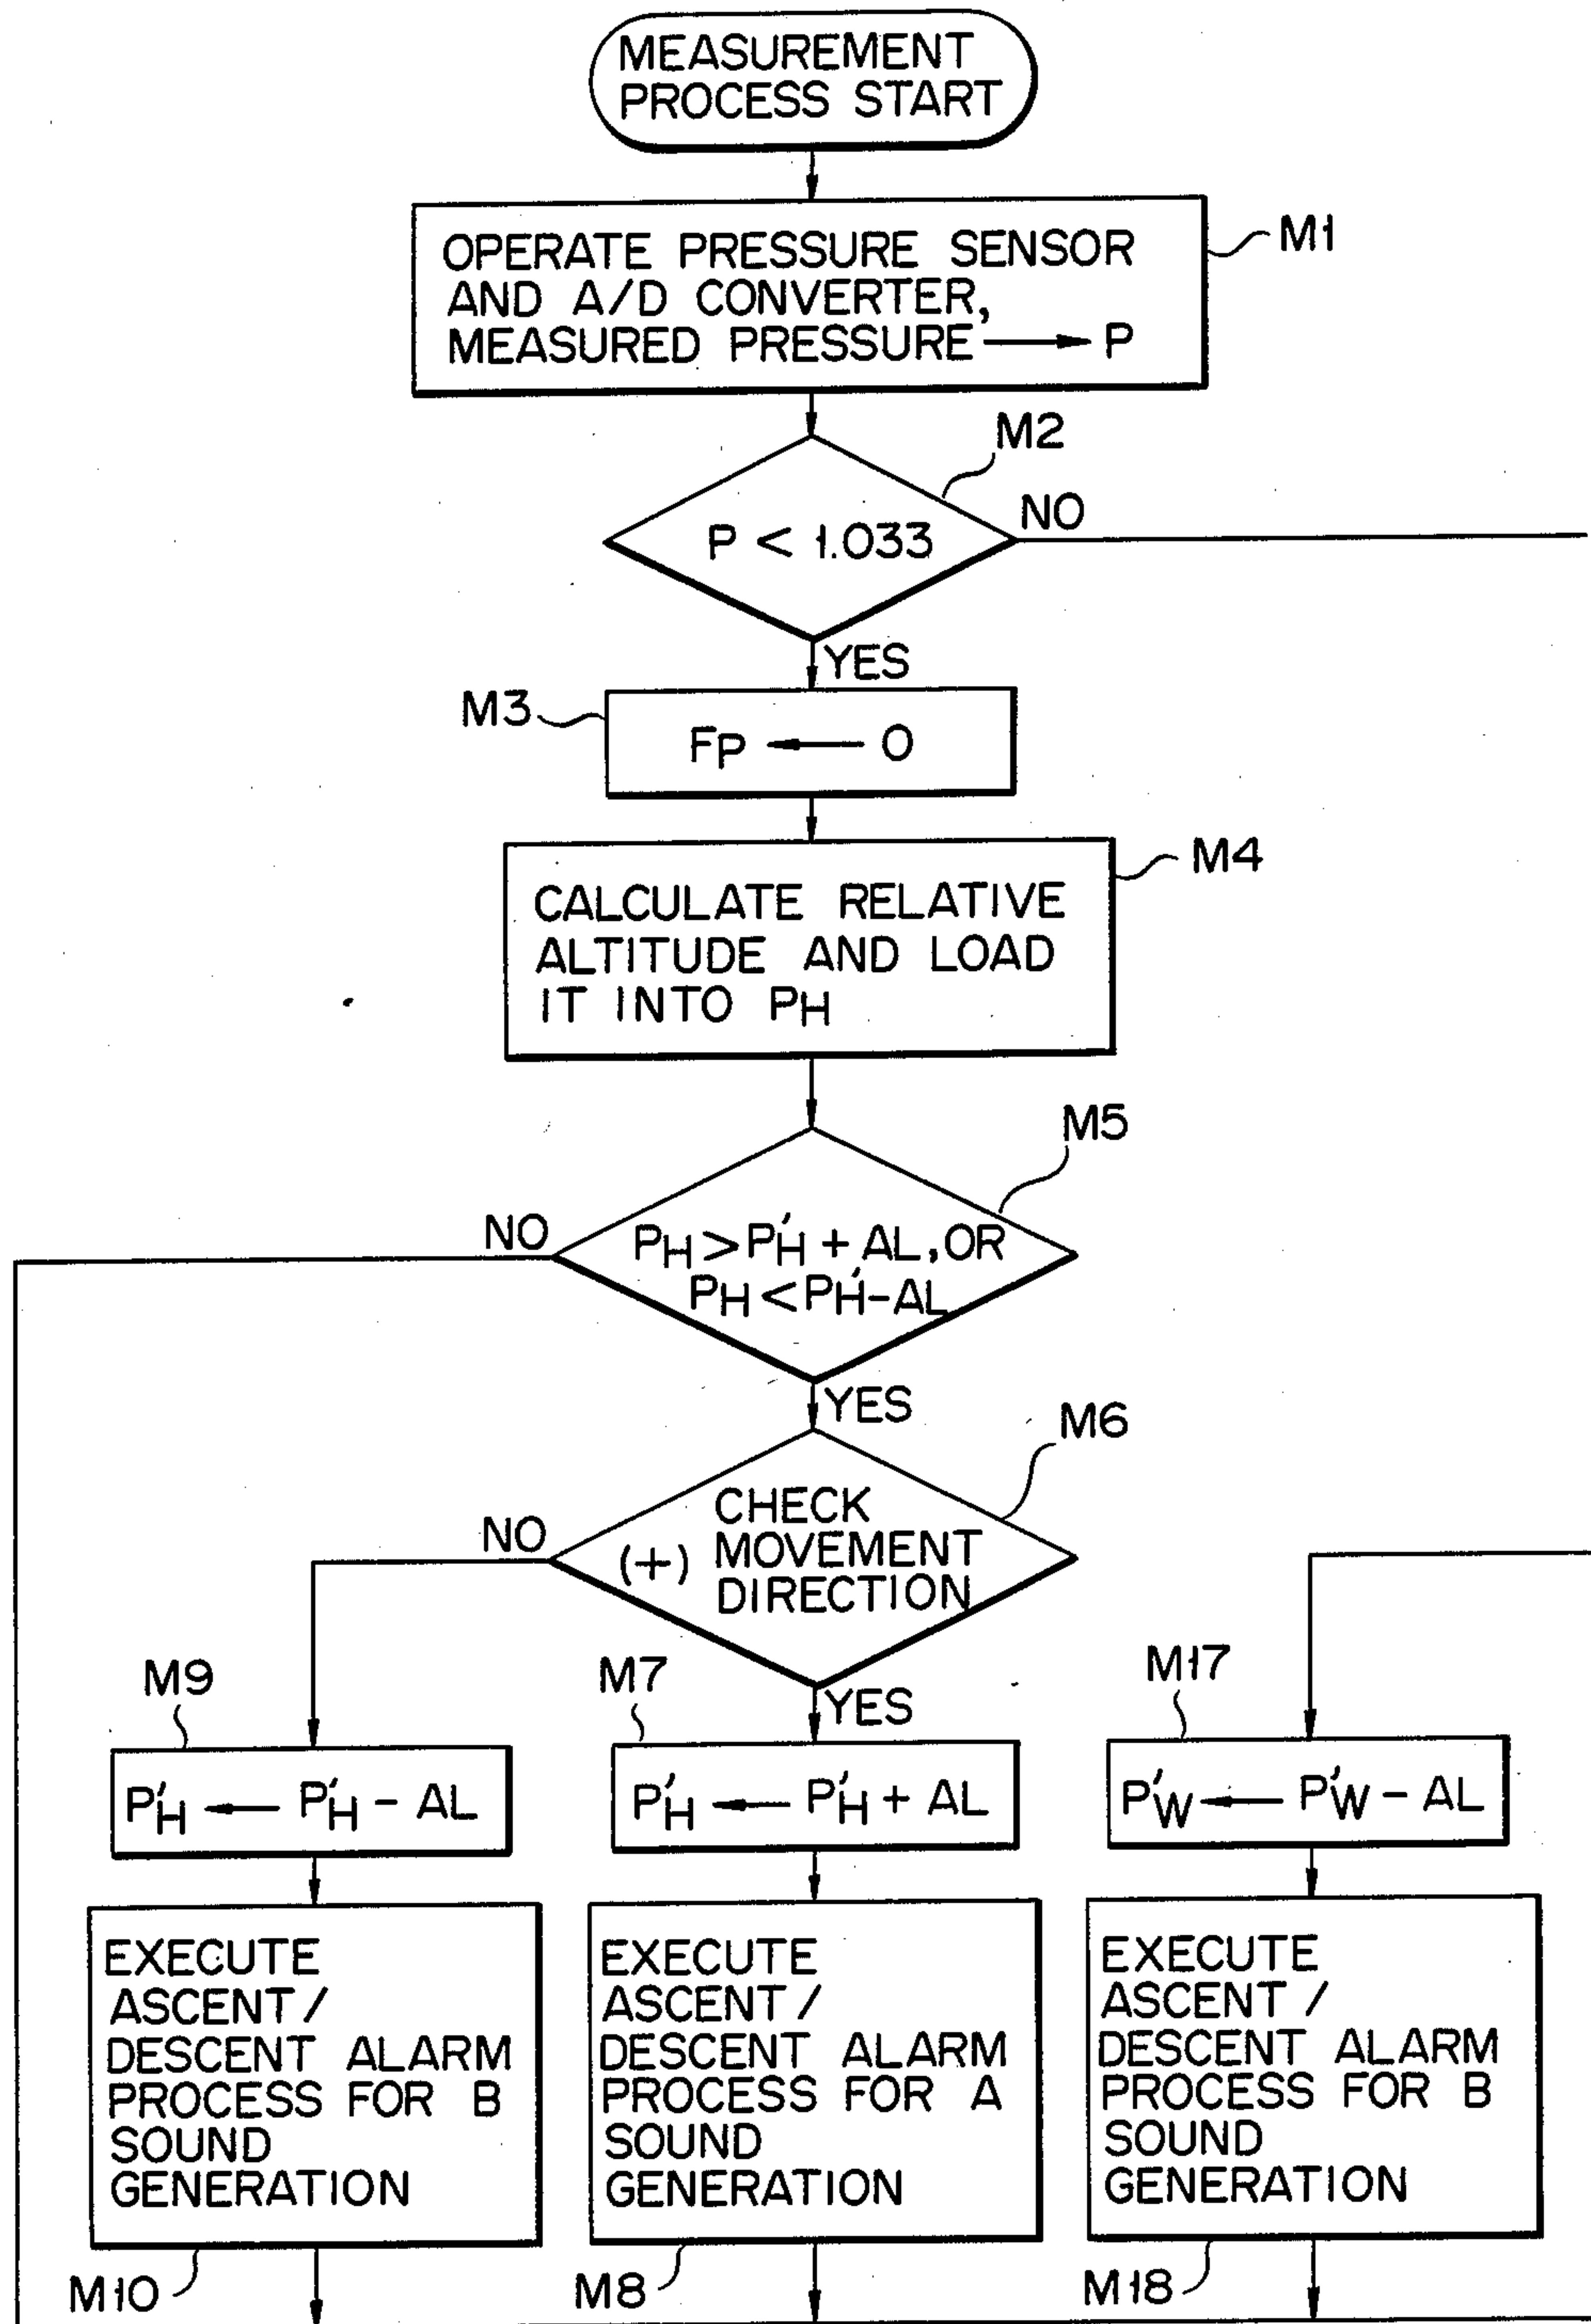 MEASUREMENT
PROCESS START
OPERATE PRESSURE SENSOR
AND A/D CONVERTER,
MEASURED PRESSURE → P
M1
M2
P < 1.033
NO
YES
M3
FP ← 0
M4
CALCULATE RELATIVE
ALTITUDE AND LOAD
IT INTO PH
M5
NO
PH > P'H + AL, OR
PH < P'H - AL
YES
M6
NO
(+) CHECK
MOVEMENT
DIRECTION
YES
M9
P'H ← P'H - AL
M7
P'H ← P'H + AL
M17
P'W ← P'W - AL
EXECUTE
ASCENT/
DESCENT ALARM
PROCESS FOR B
SOUND
GENERATION
M10
EXECUTE
ASCENT/
DESCENT ALARM
PROCESS FOR A
SOUND
GENERATION
M8
EXECUTE
ASCENT/
DESCENT ALARM
PROCESS FOR B
SOUND
GENERATION
M18